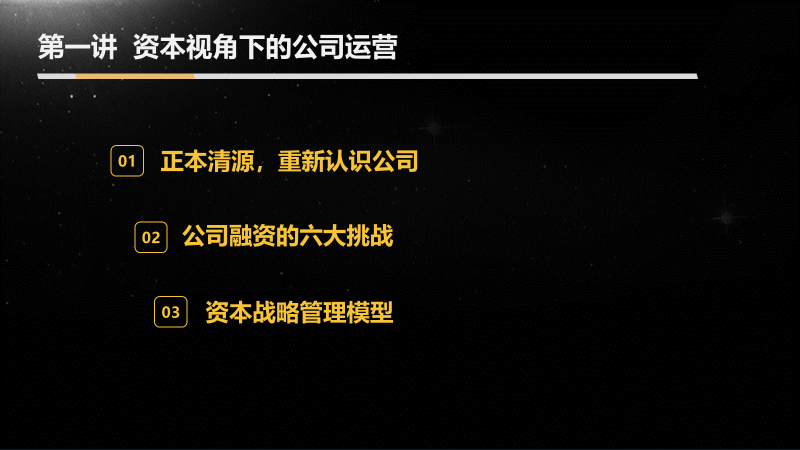 第一讲 资本视角下的公司运营
01 正本清源，重新认识公司
02 公司融资的六大挑战
03 资本战略管理模型